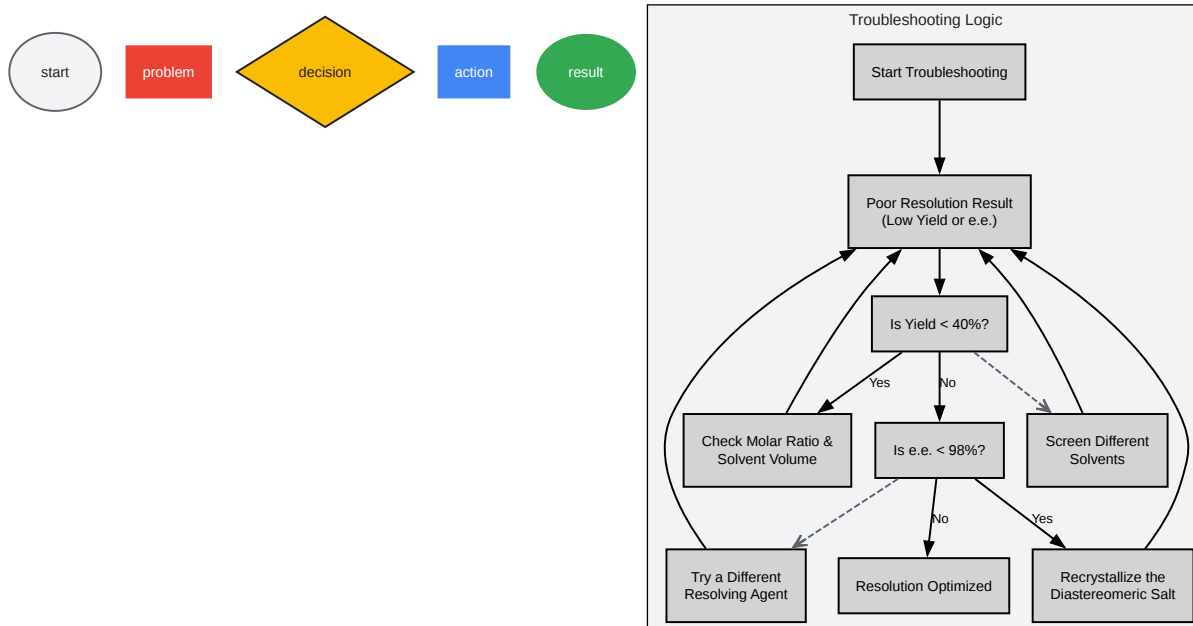 start
problem
decision
action
result
Troubleshooting Logic
Start Troubleshooting
Poor Resolution Result
(Low Yield or e.e.)
Is Yield < 40%?
Yes
No
Check Molar Ratio &
Solvent Volume
Is e.e. < 98%?
Screen Different
Solvents
No
Yes
Try a Different
Resolving Agent
Resolution Optimized
Recrystallize the
Diastereomeric Salt